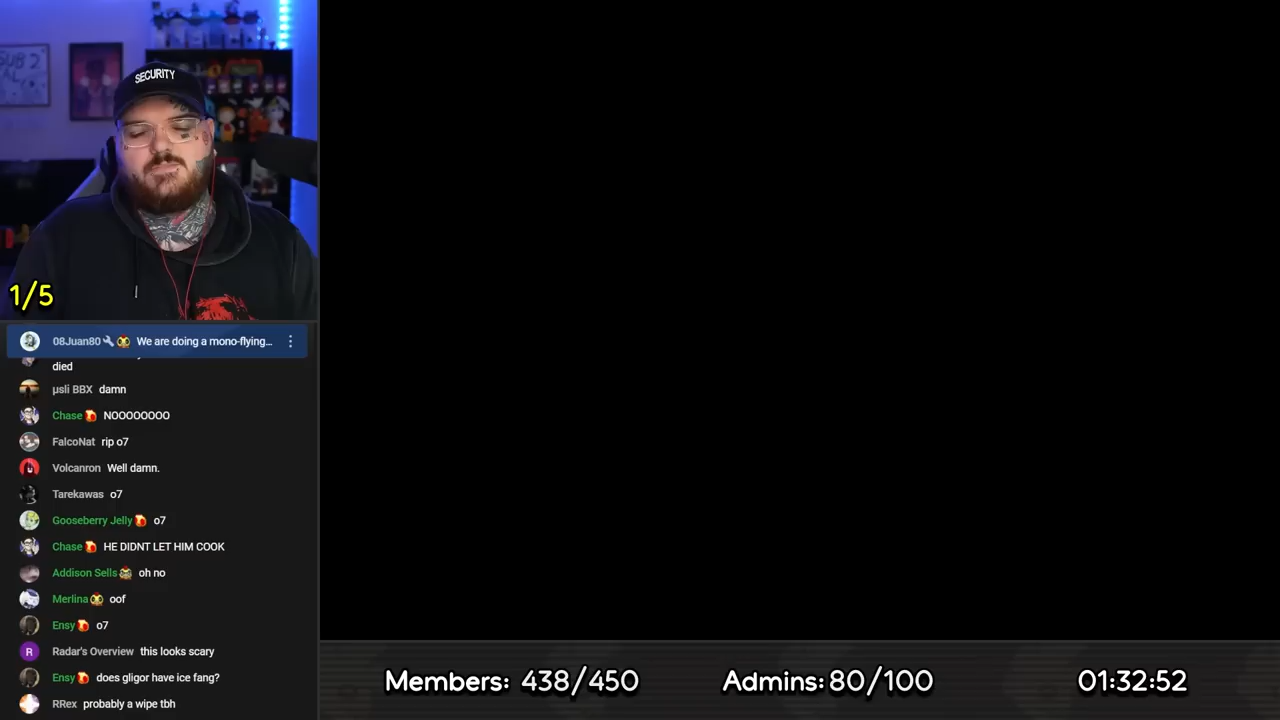 SUB 2
AL
SECURITY
1/5
08Juan80 We are doing a mono-flying...
died
µsli BBX damn
Chase NOOOOOOOO
FalcoNat rip o7
Volcanron Well damn.
Tarekawas o7
Gooseberry Jelly o7
Chase HE DIDNT LET HIM COOK
Addison Sells oh no
Merlina oof
Ensy o7
R Radar's Overview this looks scary
Ensy does gligor have ice fang?
RRex probably a wipe tbh
Members: 438/450 Admins: 80/100 01:32:52